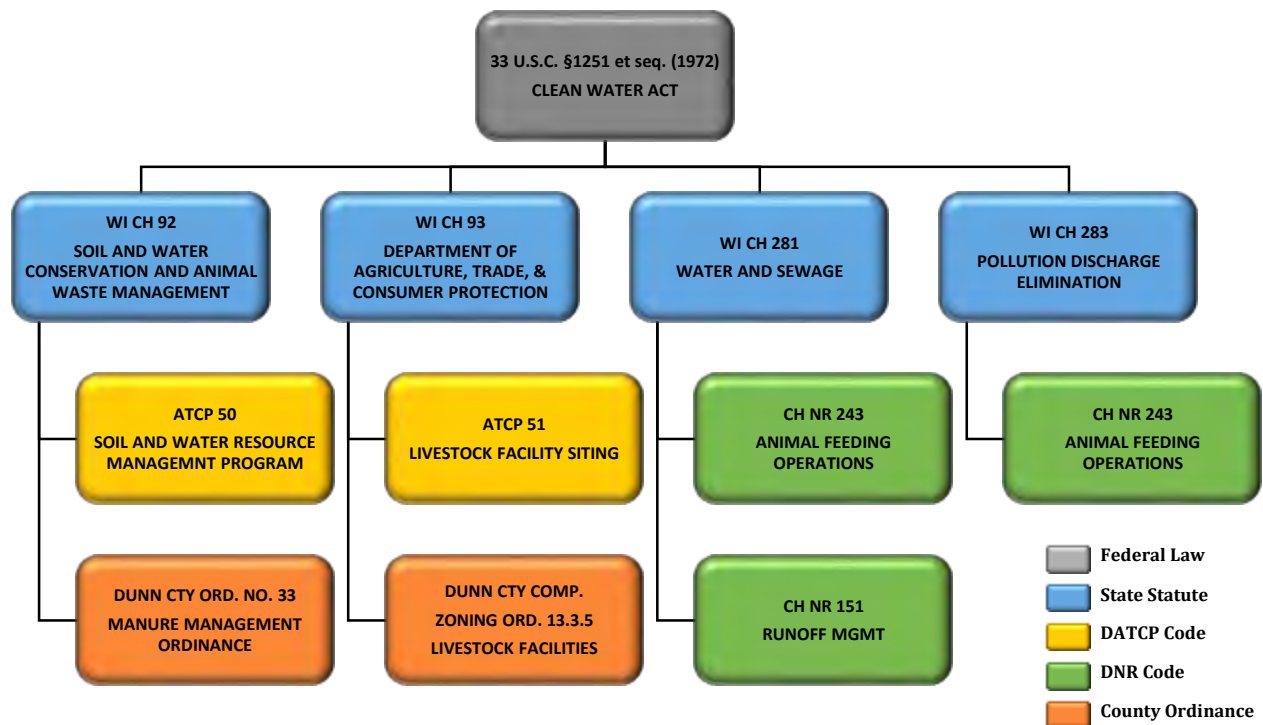 33 U.S.C. §1251 et seq. (1972)
CLEAN WATER ACT
WI CH 92
SOIL AND WATER
CONSERVATION AND ANIMAL
WASTE MANAGEMENT
WI CH 93
DEPARTMENT OF
AGRICULTURE, TRADE, &
CONSUMER PROTECTION
WI CH 281
WATER AND SEWAGE
WI CH 283
POLLUTION DISCHARGE
ELIMINATION
ATCP 50
SOIL AND WATER RESOURCE
MANAGEMNT PROGRAM
ATCP 51
LIVESTOCK FACILITY SITING
CH NR 243
ANIMAL FEEDING
OPERATIONS
CH NR 243
ANIMAL FEEDING
OPERATIONS
DUNN CTY ORD. NO. 33
MANURE MANAGEMENT
ORDINANCE
DUNN CTY COMP.
ZONING ORD. 13.3.5
LIVESTOCK FACILITIES
CH NR 151
RUNOFF MGMT
Federal Law
State Statute
DATCP Code
DNR Code
County Ordinance